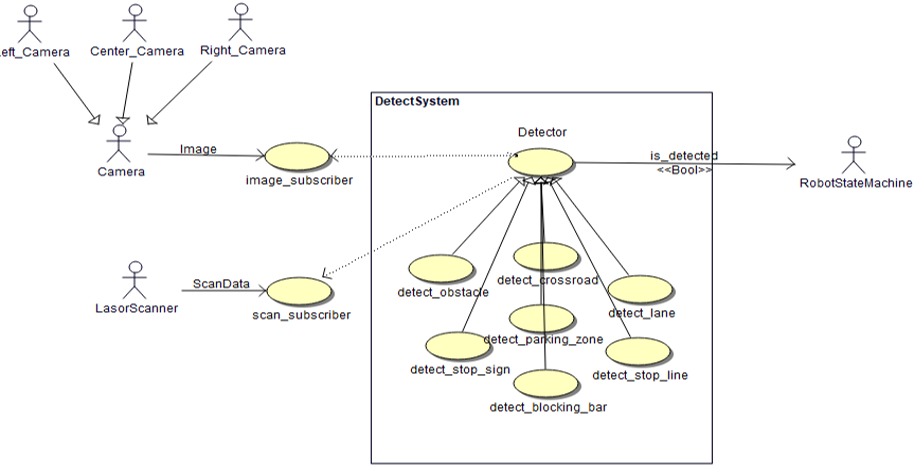 eft_Camera
Center_Camera
Right_Camera
DetectSystem
Detector
Image
Camera
image_subscriber
is_detected
<<Bool>>
RobotStateMachine
ScanData
LasorScanner
scan_subscriber
detect_obstacle
detect_crossroad
detect_lane
detect_parking_zone
detect_stop_sign
detect_stop_line
detect_blocking_bar